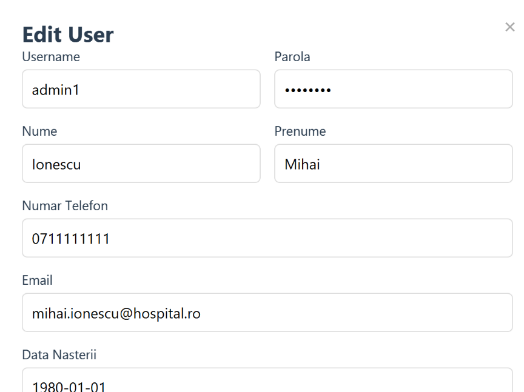 Edit User
×
Username Parola
admin1 ••••••••
Nume Prenume
Ionescu Mihai
Numar Telefon
0711111111
Email
mihai.ionescu@hospital.ro
Data Nasterii
1980-01-01